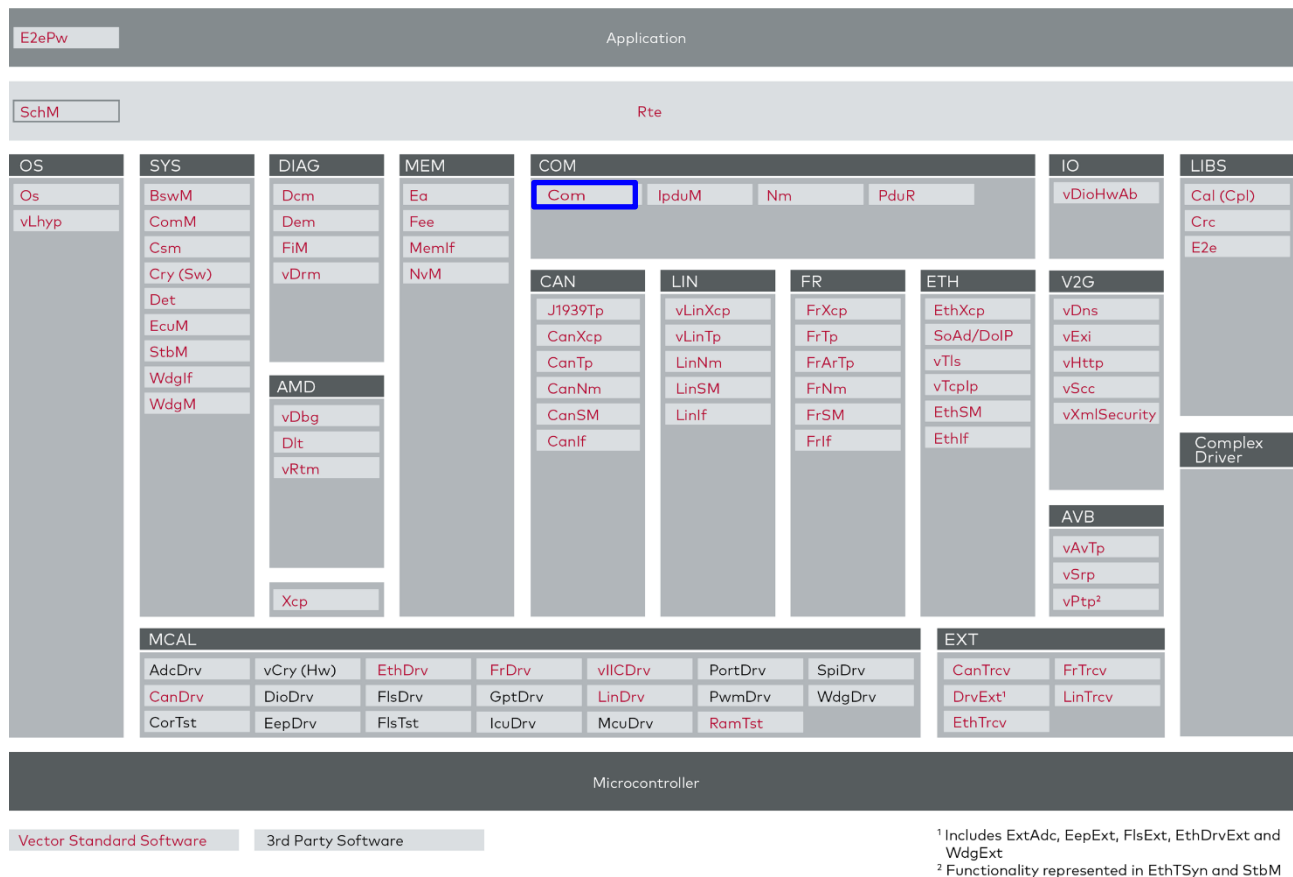 E2ePw
Application
SchM
Rte
OS
Os
vLhyp
SYS
BswM
ComM
Csm
Cry (Sw)
Det
EcuM
StbM
WdgIf
WdgM
DIAG
Dcm
Dem
FiM
vDrm
AMD
vDbg
Dlt
vRtm
Xcp
MEM
Ea
Fee
MemIf
NvM
COM
Com
IpduM
Nm
PduR
CAN
J1939Tp
CanXcp
CanTp
CanNm
CanSM
CanIf
LIN
vLinXcp
vLinTp
LinNm
LinSM
LinIf
FR
FrXcp
FrTp
FrArTp
FrNm
FrSM
FrIf
ETH
EthXcp
SoAd/DoIP
vTls
vTcpIp
EthSM
EthIf
IO
vDioHwAb
V2G
vDns
vExi
vHttp
vScc
vXmlSecurity
AVB
vAvTp
vSrp
vPtp²
LIBS
Cal (Cpl)
Crc
E2e
Complex
Driver
MCAL
AdcDrv vCry (Hw) EthDrv FrDrv vIICDrv PortDrv SpiDrv
CanDrv DioDrv FlsDrv GptDrv LinDrv PwmDrv WdgDrv
CorTst EepDrv FlsTst IcuDrv McuDrv RamTst
EXT
CanTrcv FrTrcv
DrvExt¹ LinTrcv
EthTrcv
Microcontroller
Vector Standard Software
3rd Party Software
¹ Includes ExtAdc, EepExt, FlsExt, EthDrvExt and
WdgExt
² Functionality represented in EthTSyn and StbM